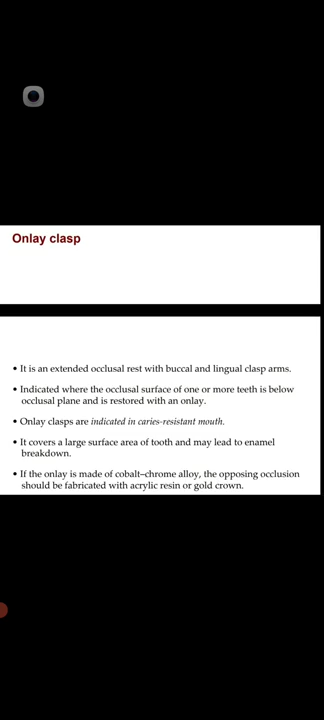 Onlay clasp
• It is an extended occlusal rest with buccal and lingual clasp arms.
• Indicated where the occlusal surface of one or more teeth is below
occlusal plane and is restored with an onlay.
• Onlay clasps are indicated in caries-resistant mouth.
• It covers a large surface area of tooth and may lead to enamel
breakdown.
• If the onlay is made of cobalt–chrome alloy, the opposing occlusion
should be fabricated with acrylic resin or gold crown.